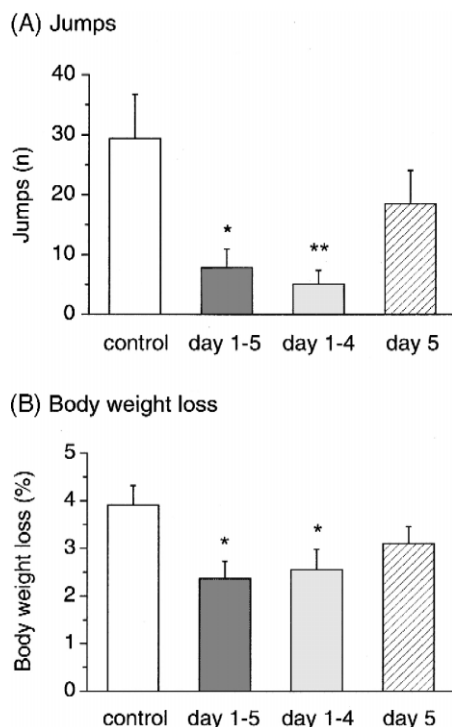 (A) Jumps
40
30
20
10
0
Jumps (n)
*
**
control day 1-5 day 1-4 day 5
(B) Body weight loss
5
4
3
2
1
0
Body weight loss (%)
*
*
control day 1-5 day 1-4 day 5